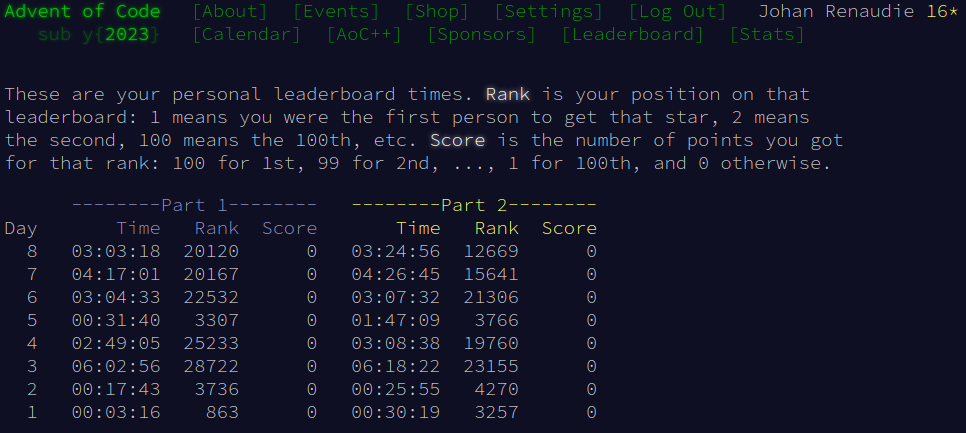 Advent of Code [About] [Events] [Shop] [Settings] [Log Out] Johan Renaudie 16*
sub y{2023} [Calendar] [AoC++] [Sponsors] [Leaderboard] [Stats]
These are your personal leaderboard times. Rank is your position on that
leaderboard: 1 means you were the first person to get that star, 2 means
the second, 100 means the 100th, etc. Score is the number of points you got
for that rank: 100 for 1st, 99 for 2nd, ..., 1 for 100th, and 0 otherwise.
--------Part 1-------- --------Part 2--------
Day Time Rank Score Time Rank Score
8 03:03:18 20120 0 03:24:56 12669 0
7 04:17:01 20167 0 04:26:45 15641 0
6 03:04:33 22532 0 03:07:32 21306 0
5 00:31:40 3307 0 01:47:09 3766 0
4 02:49:05 25233 0 03:08:38 19760 0
3 06:02:56 28722 0 06:18:22 23155 0
2 00:17:43 3736 0 00:25:55 4270 0
1 00:03:16 863 0 00:30:19 3257 0